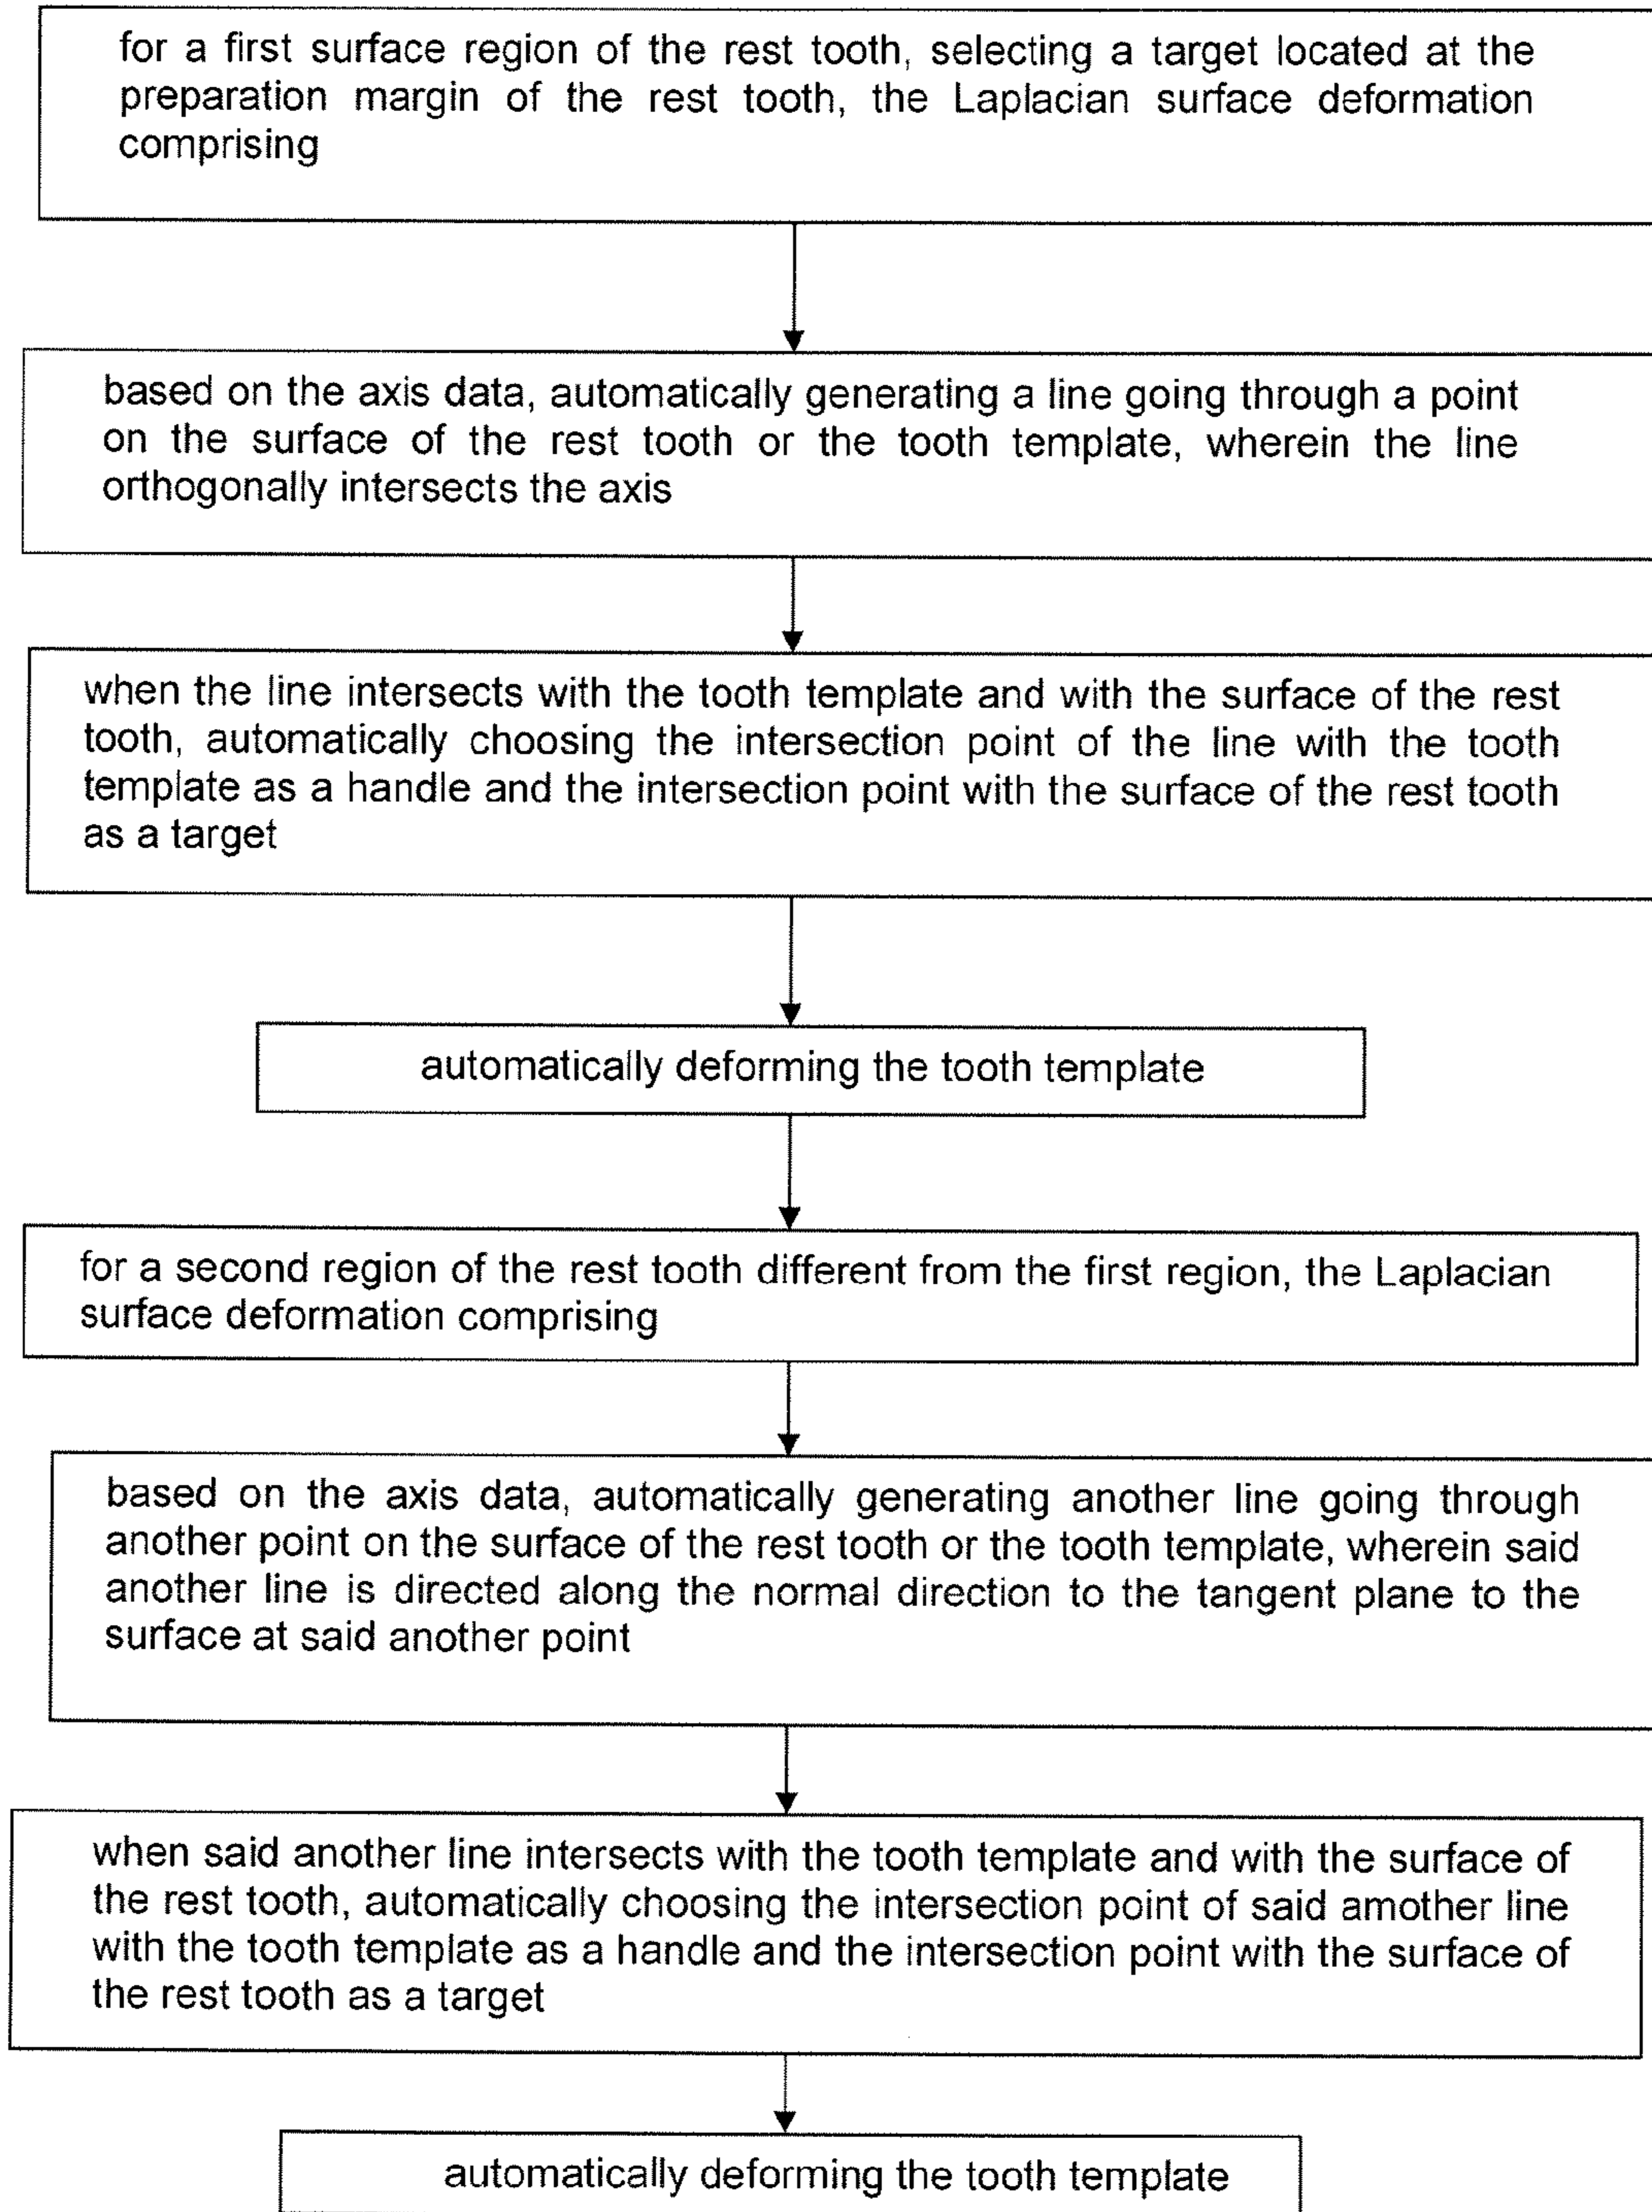 for a first surface region of the rest tooth, selecting a target located at the
preparation margin of the rest tooth, the Laplacian surface deformation
comprising
based on the axis data, automatically generating a line going through a point
on the surface of the rest tooth or the tooth template, wherein the line
orthogonally intersects the axis
when the line intersects with the tooth template and with the surface of the rest
tooth, automatically choosing the intersection point of the line with the tooth
template as a handle and the intersection point with the surface of the rest tooth
as a target
automatically deforming the tooth template
for a second region of the rest tooth different from the first region, the Laplacian
surface deformation comprising
based on the axis data, automatically generating another line going through
another point on the surface of the rest tooth or the tooth template, wherein said
another line is directed along the normal direction to the tangent plane to the
surface at said another point
when said another line intersects with the tooth template and with the surface of
the rest tooth, automatically choosing the intersection point of said amother line
with the tooth template as a handle and the intersection point with the surface of
the rest tooth as a target
automatically deforming the tooth template